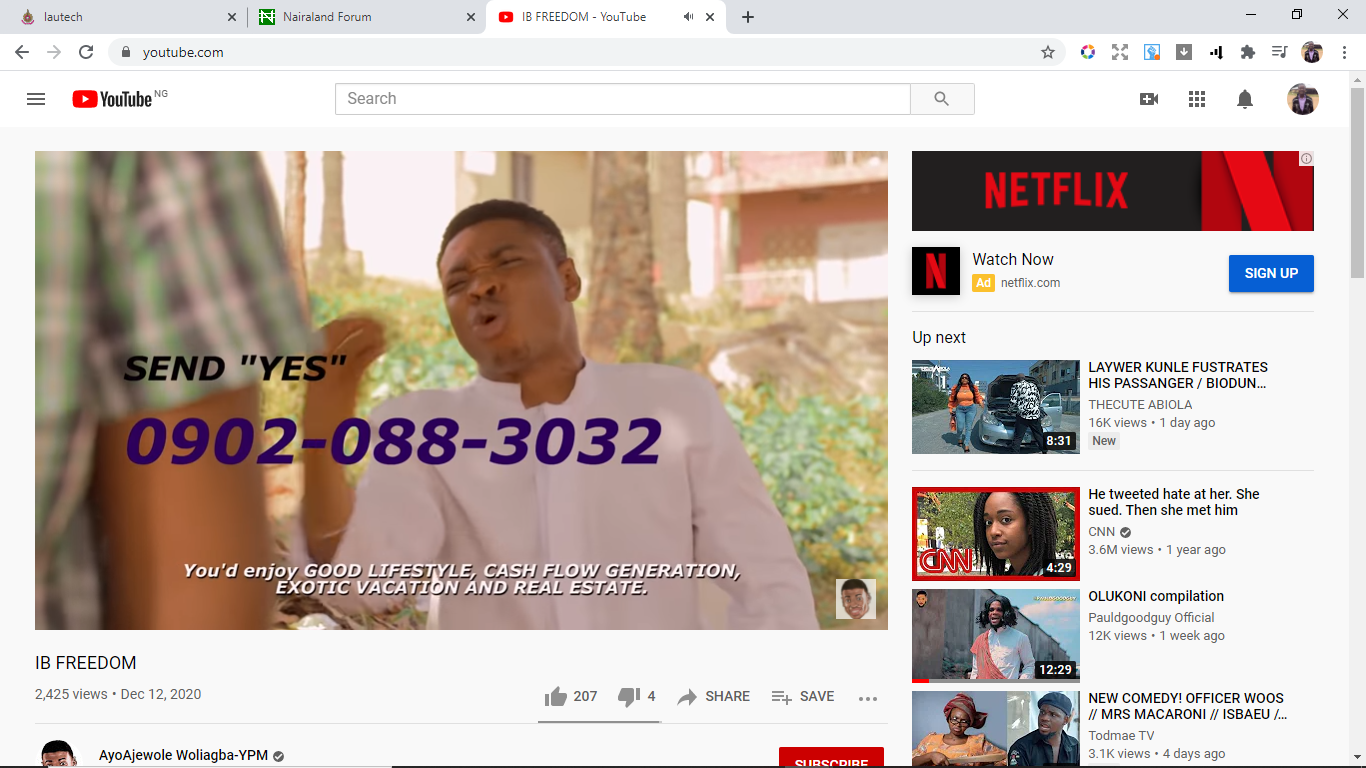 lautech
Nairaland Forum
IB FREEDOM - YouTube
youtube.com
YouTube NG
Search
SEND "YES"
0902-088-3032
You'd enjoy GOOD LIFESTYLE, CASH FLOW GENERATION,
EXOTIC VACATION AND REAL ESTATE.
IB FREEDOM
2,425 views • Dec 12, 2020
207
4
SHARE
SAVE
AyoAjewole Woliagba-YPM
SUBSCRIBE
NETFLIX
Watch Now
Ad netflix.com
SIGN UP
Up next
8:31
LAYWER KUNLE FUSTRATES
HIS PASSANGER / BIODUN...
THECUTE ABIOLA
16K views • 1 day ago
New
CNN
4:29
He tweeted hate at her. She
sued. Then she met him
CNN
3.6M views • 1 year ago
12:29
OLUKONI compilation
Pauldgoodguy Official
12K views • 1 week ago
NEW COMEDY! OFFICER WOOS
// MRS MACARONI // ISBAEU /...
Todmae TV
3.1K views • 4 days ago